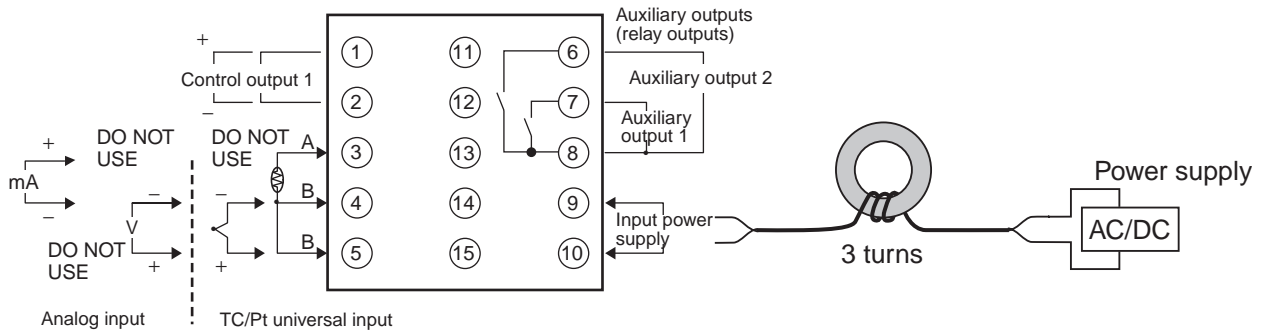 Auxiliary outputs
(relay outputs)
+
Control output 1
−
1
2
3
4
5
11
12
13
14
15
6
7
8
9
10
Auxiliary output 2
Auxiliary
output 1
DO NOT
USE
+
mA
−
−
V
+
DO NOT
USE
DO NOT
USE
−
+
A
B
B
Input power
supply
3 turns
Power supply
AC/DC
Analog input
TC/Pt universal input